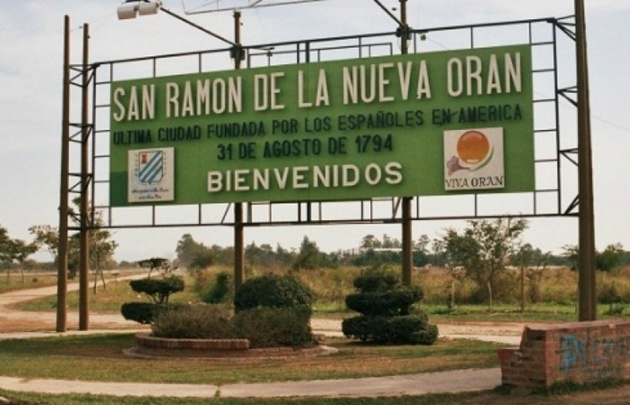 SAN RAMON DE LA NUEVA ORAN
ULTIMA CIUDAD FUNDADA POR LOS ESPAÑOLES EN AMERICA
31 DE AGOSTO DE 1794
BIENVENIDOS
VIVA ORAN